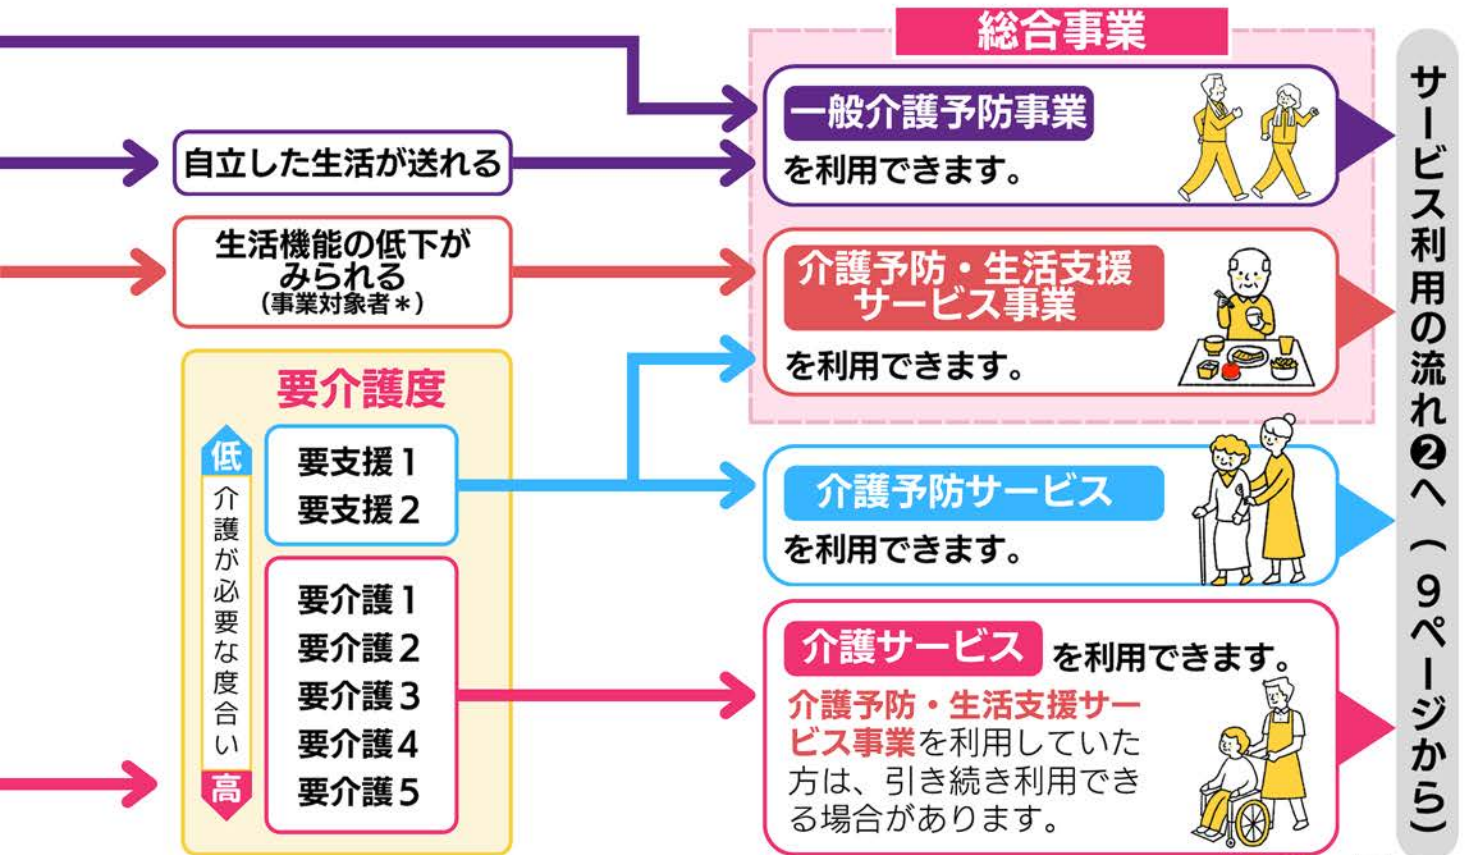 総合事業
一般介護予防事業
を利用できます。
自立した生活が送れる
生活機能の低下が
みられる
(事業対象者＊)
介護予防・生活支援
サービス事業
を利用できます。
要介護度
低
介護が必要な度合い
高
要支援1
要支援2
要介護1
要介護2
要介護3
要介護4
要介護5
介護予防サービス
を利用できます。
介護サービス を利用できます。
介護予防・生活支援サー
ビス事業を利用していた
方は、引き続き利用でき
る場合があります。
サービス利用の流れ❷へ（9ページから）